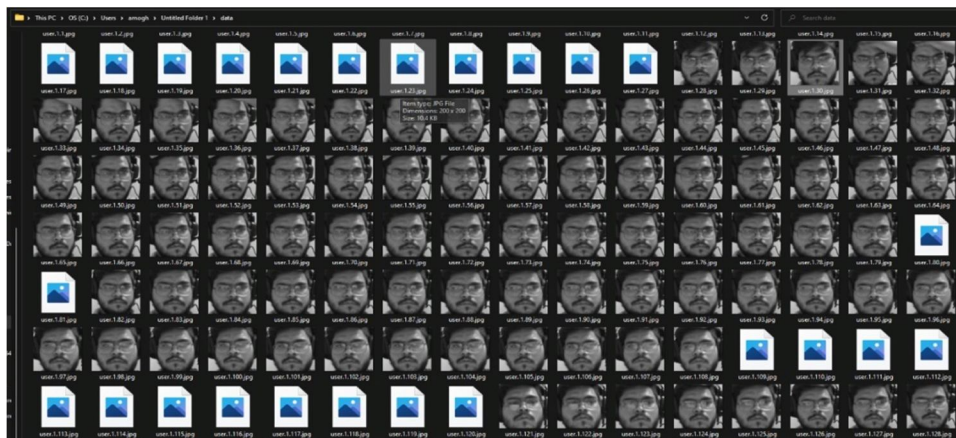 This PC > OS (C:) > Users > amogh > Untitled Folder 1 > data
Search data
user.1.1.jpg user.1.2.jpg user.1.3.jpg user.1.4.jpg user.1.5.jpg user.1.6.jpg user.1.7.jpg user.1.8.jpg user.1.9.jpg user.1.10.jpg user.1.11.jpg user.1.12.jpg user.1.13.jpg user.1.14.jpg user.1.15.jpg user.1.16.jpg
user.1.17.jpg user.1.18.jpg user.1.19.jpg user.1.20.jpg user.1.21.jpg user.1.22.jpg user.1.23.jpg user.1.24.jpg user.1.25.jpg user.1.26.jpg user.1.27.jpg user.1.28.jpg user.1.29.jpg user.1.30.jpg user.1.31.jpg user.1.32.jpg
Item type: JPG File
Dimensions: 200 x 200
Size: 10.4 KB
user.1.33.jpg user.1.34.jpg user.1.35.jpg user.1.36.jpg user.1.37.jpg user.1.38.jpg user.1.39.jpg user.1.40.jpg user.1.41.jpg user.1.42.jpg user.1.43.jpg user.1.44.jpg user.1.45.jpg user.1.46.jpg user.1.47.jpg user.1.48.jpg
user.1.49.jpg user.1.50.jpg user.1.51.jpg user.1.52.jpg user.1.53.jpg user.1.54.jpg user.1.55.jpg user.1.56.jpg user.1.57.jpg user.1.58.jpg user.1.59.jpg user.1.60.jpg user.1.61.jpg user.1.62.jpg user.1.63.jpg user.1.64.jpg
user.1.65.jpg user.1.66.jpg user.1.67.jpg user.1.68.jpg user.1.69.jpg user.1.70.jpg user.1.71.jpg user.1.72.jpg user.1.73.jpg user.1.74.jpg user.1.75.jpg user.1.76.jpg user.1.77.jpg user.1.78.jpg user.1.79.jpg user.1.80.jpg
user.1.81.jpg user.1.82.jpg user.1.83.jpg user.1.84.jpg user.1.85.jpg user.1.86.jpg user.1.87.jpg user.1.88.jpg user.1.89.jpg user.1.90.jpg user.1.91.jpg user.1.92.jpg user.1.93.jpg user.1.94.jpg user.1.95.jpg user.1.96.jpg
user.1.97.jpg user.1.98.jpg user.1.99.jpg user.1.100.jpg user.1.101.jpg user.1.102.jpg user.1.103.jpg user.1.104.jpg user.1.105.jpg user.1.106.jpg user.1.107.jpg user.1.108.jpg user.1.109.jpg user.1.110.jpg user.1.111.jpg user.1.112.jpg
user.1.113.jpg user.1.114.jpg user.1.115.jpg user.1.116.jpg user.1.117.jpg user.1.118.jpg user.1.119.jpg user.1.120.jpg user.1.121.jpg user.1.122.jpg user.1.123.jpg user.1.124.jpg user.1.125.jpg user.1.126.jpg user.1.127.jpg user.1.128.jpg